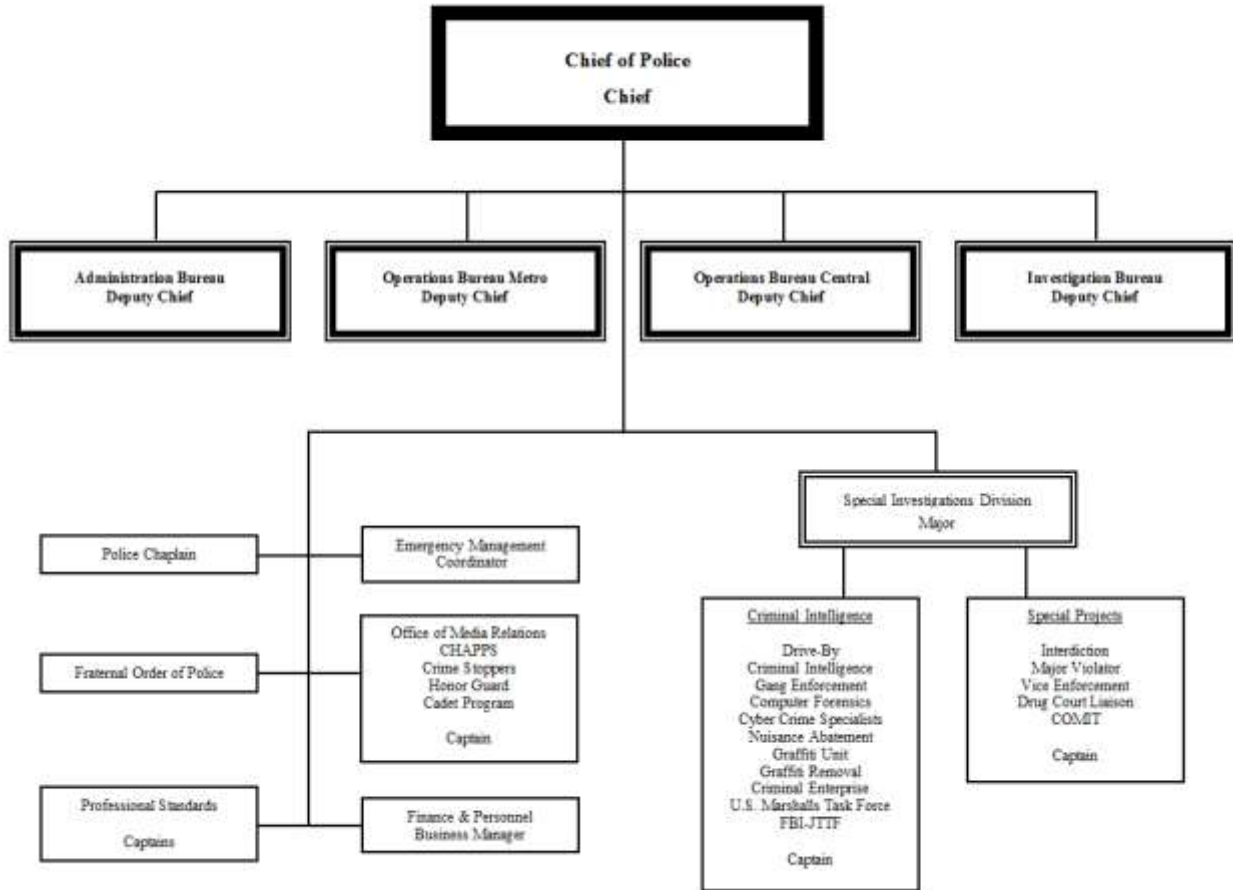 Chief of Police
Chief
Administration Bureau
Deputy Chief
Operations Bureau Metro
Deputy Chief
Operations Bureau Central
Deputy Chief
Investigation Bureau
Deputy Chief
Special Investigations Division
Major
Police Chaplain
Emergency Management
Coordinator
Fraternal Order of Police
Office of Media Relations
CHAPPS
Crime Stoppers
Honor Guard
Cadet Program
Captain
Professional Standards
Captains
Finance & Personnel
Business Manager
Criminal Intelligence
Drive-By
Criminal Intelligence
Gang Enforcement
Computer Forensics
Cyber Crime Specialists
Nuisance Abatement
Graffiti Unit
Graffiti Removal
Criminal Enterprise
U.S. Marshalls Task Force
FBI-JTTF
Captain
Special Projects
Interdiction
Major Violator
Vice Enforcement
Drug Court Liaison
COMIT
Captain